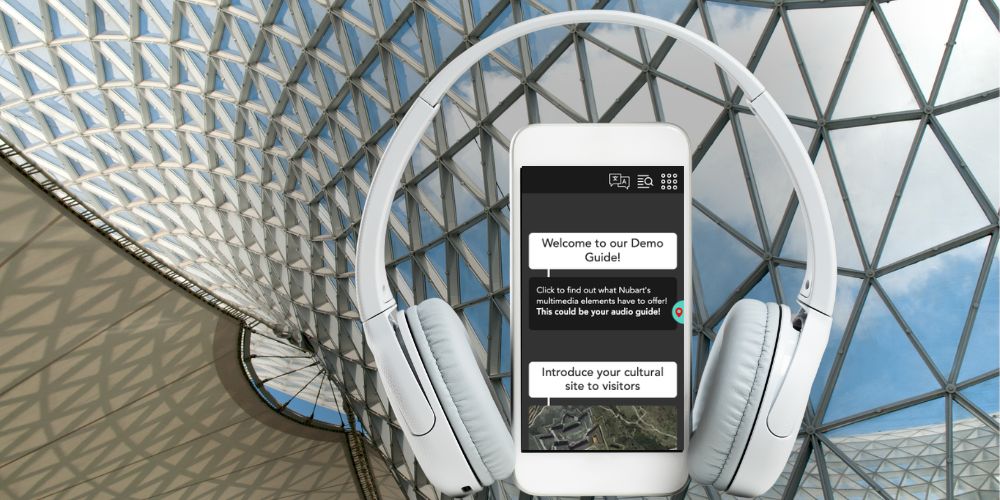 Welcome to our Demo
Guide!
Click to find out what Nubart's
multimedia elements have to offer!
This could be your audio guide!
Introduce your cultural
site to visitors